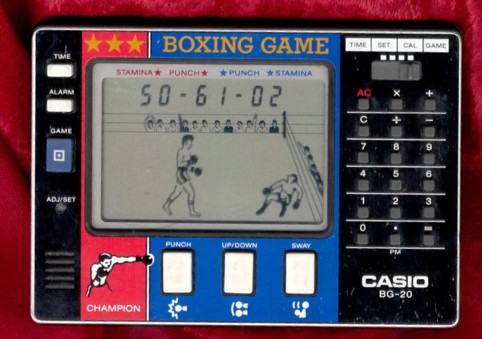 TIME
ALARM
GAME
ADJ/SET
★★★ BOXING GAME
STAMINA★ PUNCH★ ★PUNCH ★STAMINA
50-61-02
CHAMPION
PUNCH UP/DOWN SWAY
TIME SET CAL GAME
AC × +
C ÷ −
7 8 9
4 5 6
1 2 3
0 · =
PM
CASIO
BG-20